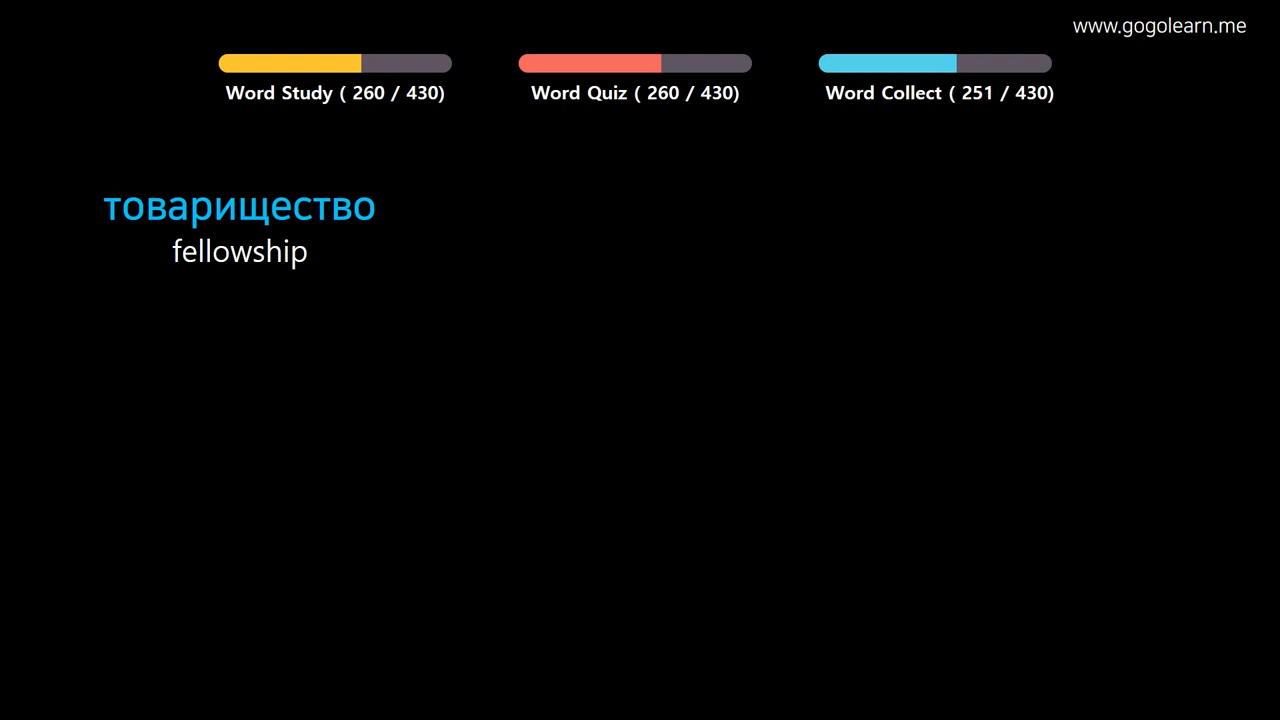 www.gogolearn.me
Word Study ( 260 / 430)
Word Quiz ( 260 / 430)
Word Collect ( 251 / 430)
товарищество
fellowship